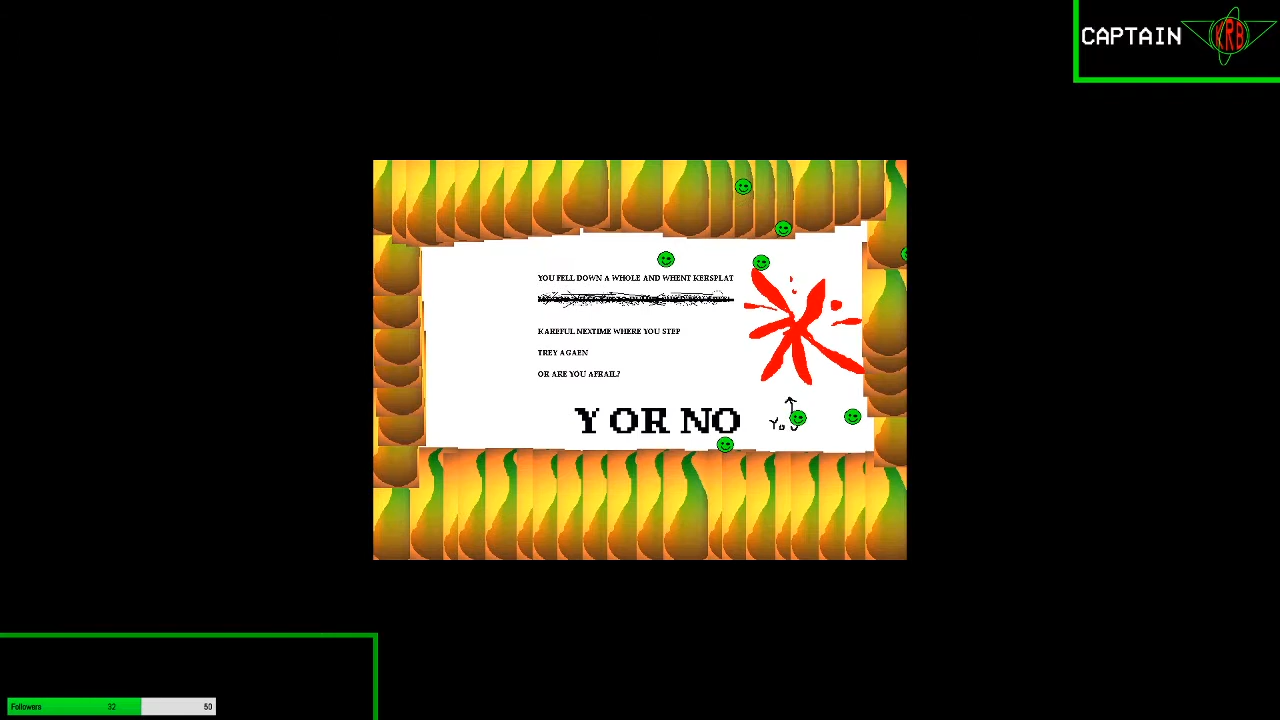 CAPTAIN KRB
YOU FELL DOWN A WHOLE AND WHENT KERSPLAT
KAREFUL NEXTIME WHERE YOU STEP
TREY AGAEN
OR ARE YOU AFRAIL?
Y OR NO
You
Followers 32 50